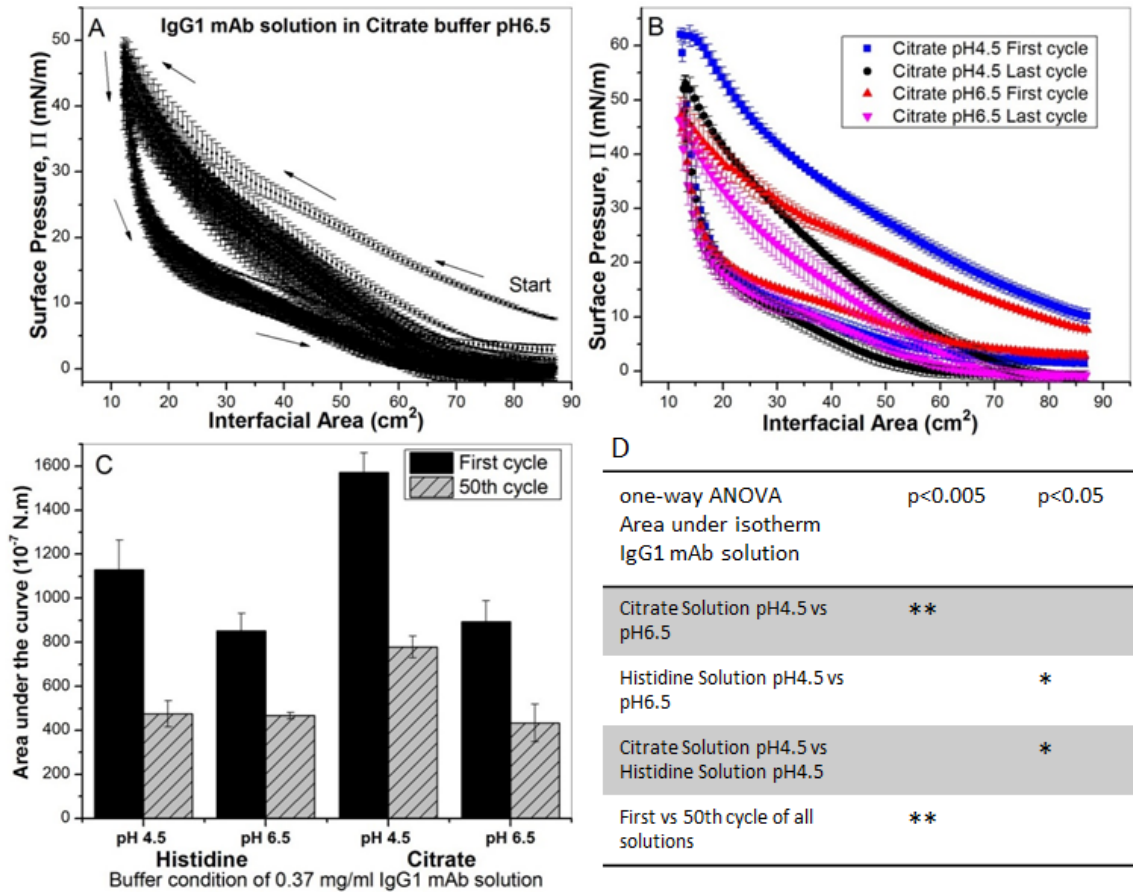 A
IgG1 mAb solution in Citrate buffer pH6.5
Surface Pressure, Π (mN/m)
50
40
30
20
10
0
Start
10 20 30 40 50 60 70 80 90
Interfacial Area (cm²)
B
Citrate pH4.5 First cycle
Citrate pH4.5 Last cycle
Citrate pH6.5 First cycle
Citrate pH6.5 Last cycle
Surface Pressure, Π (mN/m)
60
50
40
30
20
10
0
10 20 30 40 50 60 70 80 90
Interfacial Area (cm²)
C
First cycle
50th cycle
Area under the curve (10⁻⁷ N.m)
1600
1400
1200
1000
800
600
400
200
0
pH 4.5 pH 6.5 pH 4.5 pH 6.5
Histidine Citrate
Buffer condition of 0.37 mg/ml IgG1 mAb solution
D
one-way ANOVA p<0.005 p<0.05
Area under isotherm
IgG1 mAb solution
Citrate Solution pH4.5 vs **
pH6.5
Histidine Solution pH4.5 vs *
pH6.5
Citrate Solution pH4.5 vs *
Histidine Solution pH4.5
First vs 50th cycle of all **
solutions